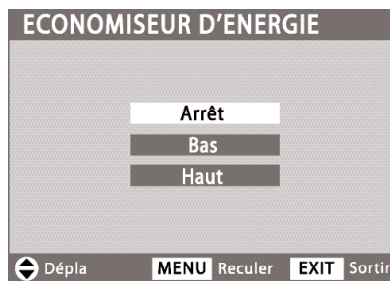 ECONOMISEUR D'ENERGIE
Arrêt
Bas
Haut
Dépla MENU Reculer EXIT Sortir